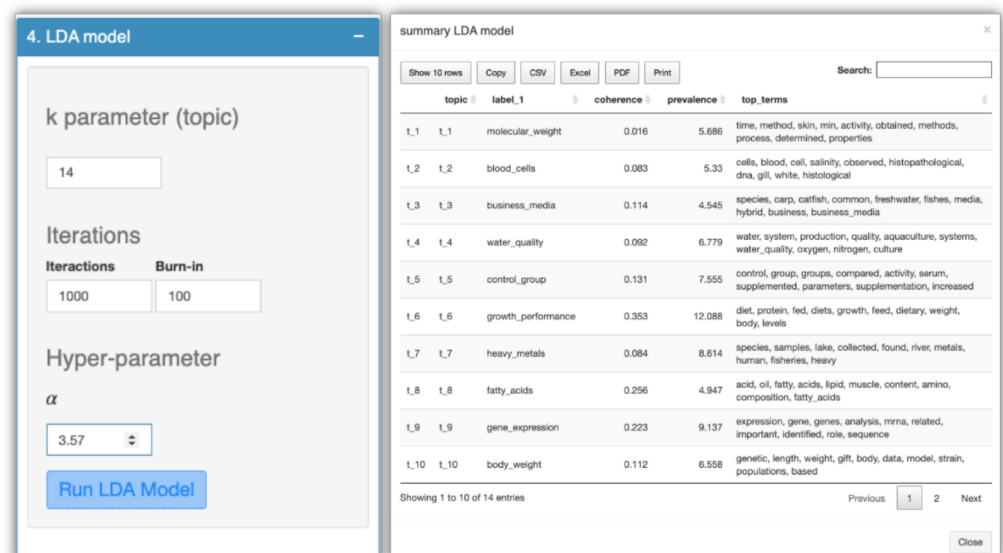 4. LDA model
k parameter (topic)
14
Iterations
Iteractions Burn-in
1000 100
Hyper-parameter
α
3.57
Run LDA Model
summary LDA model ×
Show 10 rows Copy CSV Excel PDF Print Search:
topic label_1 coherence prevalence top_terms
t_1 t_1 molecular_weight 0.016 5.686 time, method, skin, min, activity, obtained, methods,
process, determined, properties
t_2 t_2 blood_cells 0.083 5.33 cells, blood, cell, salinity, observed, histopathological,
dna, gill, white, histological
t_3 t_3 business_media 0.114 4.545 species, carp, catfish, common, freshwater, fishes, media,
hybrid, business, business_media
t_4 t_4 water_quality 0.092 6.779 water, system, production, quality, aquaculture, systems,
water_quality, oxygen, nitrogen, culture
t_5 t_5 control_group 0.131 7.555 control, group, groups, compared, activity, serum,
supplemented, parameters, supplementation, increased
t_6 t_6 growth_performance 0.353 12.088 diet, protein, fed, diets, growth, feed, dietary, weight,
body, levels
t_7 t_7 heavy_metals 0.084 8.614 species, samples, lake, collected, found, river, metals,
human, fisheries, heavy
t_8 t_8 fatty_acids 0.256 4.947 acid, oil, fatty, acids, lipid, muscle, content, amino,
composition, fatty_acids
t_9 t_9 gene_expression 0.223 9.137 expression, gene, genes, analysis, mrna, related,
important, identified, role, sequence
t_10 t_10 body_weight 0.112 6.558 genetic, length, weight, gift, body, data, model, strain,
populations, based
Showing 1 to 10 of 14 entries Previous 1 2 Next
Close